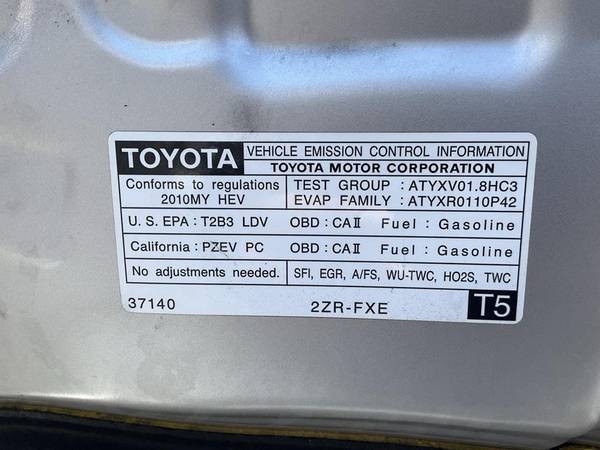 TOYOTA VEHICLE EMISSION CONTROL INFORMATION
TOYOTA MOTOR CORPORATION
Conforms to regulations
2010MY HEV
TEST GROUP : ATYXV01.8HC3
EVAP FAMILY : ATYXR0110P42
U. S. EPA : T2B3 LDV OBD : CAⅡ Fuel : Gasoline
California : PZEV PC OBD : CAⅡ Fuel : Gasoline
No adjustments needed. SFI, EGR, A/FS, WU-TWC, HO2S, TWC
37140 2ZR-FXE T5